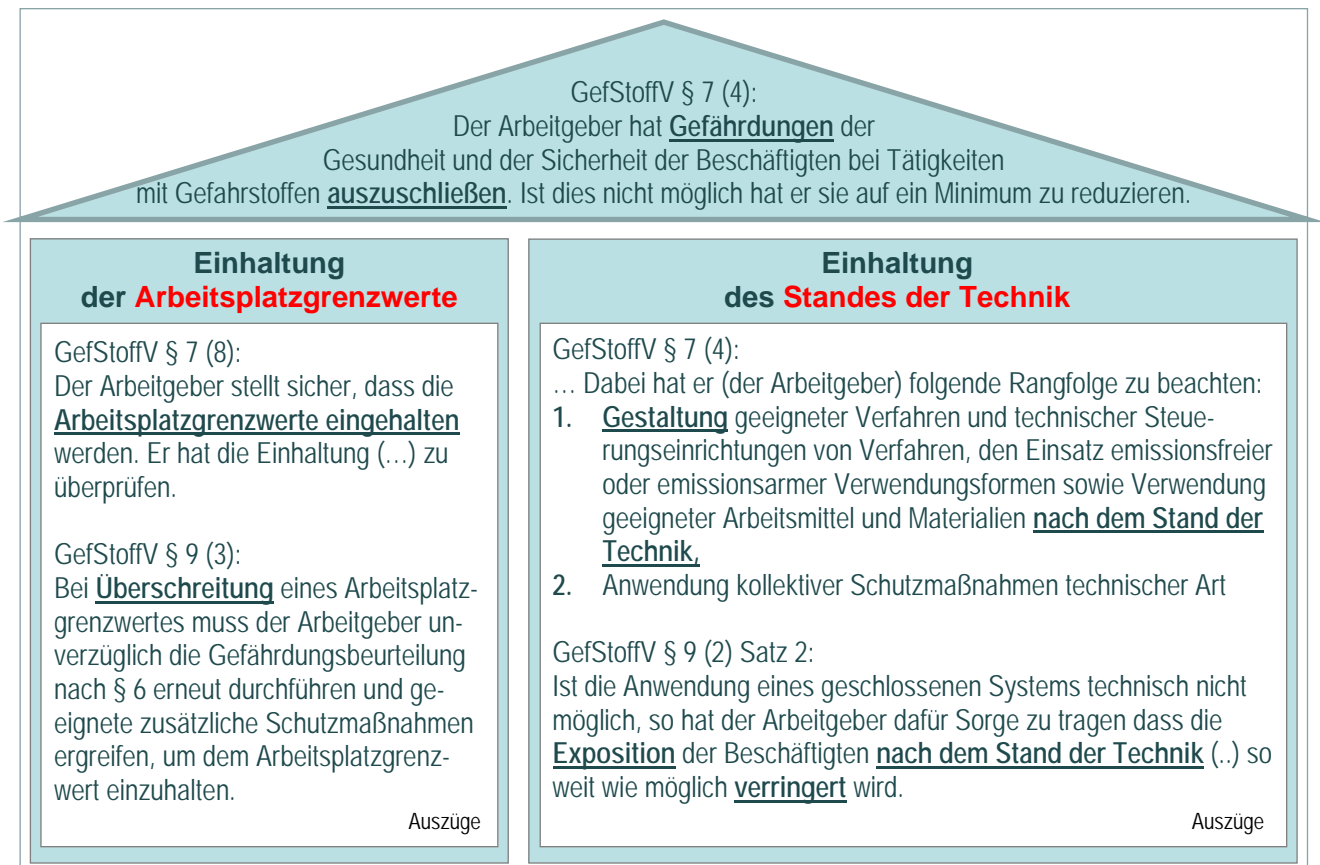 GefStoffV § 7 (4):
Der Arbeitgeber hat Gefährdungen der
Gesundheit und der Sicherheit der Beschäftigten bei Tätigkeiten
mit Gefahrstoffen auszuschließen. Ist dies nicht möglich hat er sie auf ein Minimum zu reduzieren.
Einhaltung
der Arbeitsplatzgrenzwerte
GefStoffV § 7 (8):
Der Arbeitgeber stellt sicher, dass die
Arbeitsplatzgrenzwerte eingehalten
werden. Er hat die Einhaltung (…) zu
überprüfen.
GefStoffV § 9 (3):
Bei Überschreitung eines Arbeitsplatz-
grenzwertes muss der Arbeitgeber un-
verzüglich die Gefährdungsbeurteilung
nach § 6 erneut durchführen und ge-
eignete zusätzliche Schutzmaßnahmen
ergreifen, um dem Arbeitsplatzgrenz-
wert einzuhalten.
Auszüge
Einhaltung
des Standes der Technik
GefStoffV § 7 (4):
… Dabei hat er (der Arbeitgeber) folgende Rangfolge zu beachten:
1. Gestaltung geeigneter Verfahren und technischer Steue-
rungseinrichtungen von Verfahren, den Einsatz emissionsfreier
oder emissionsarmer Verwendungsformen sowie Verwendung
geeigneter Arbeitsmittel und Materialien nach dem Stand der
Technik,
2. Anwendung kollektiver Schutzmaßnahmen technischer Art
GefStoffV § 9 (2) Satz 2:
Ist die Anwendung eines geschlossenen Systems technisch nicht
möglich, so hat der Arbeitgeber dafür Sorge zu tragen dass die
Exposition der Beschäftigten nach dem Stand der Technik (..) so
weit wie möglich verringert wird.
Auszüge